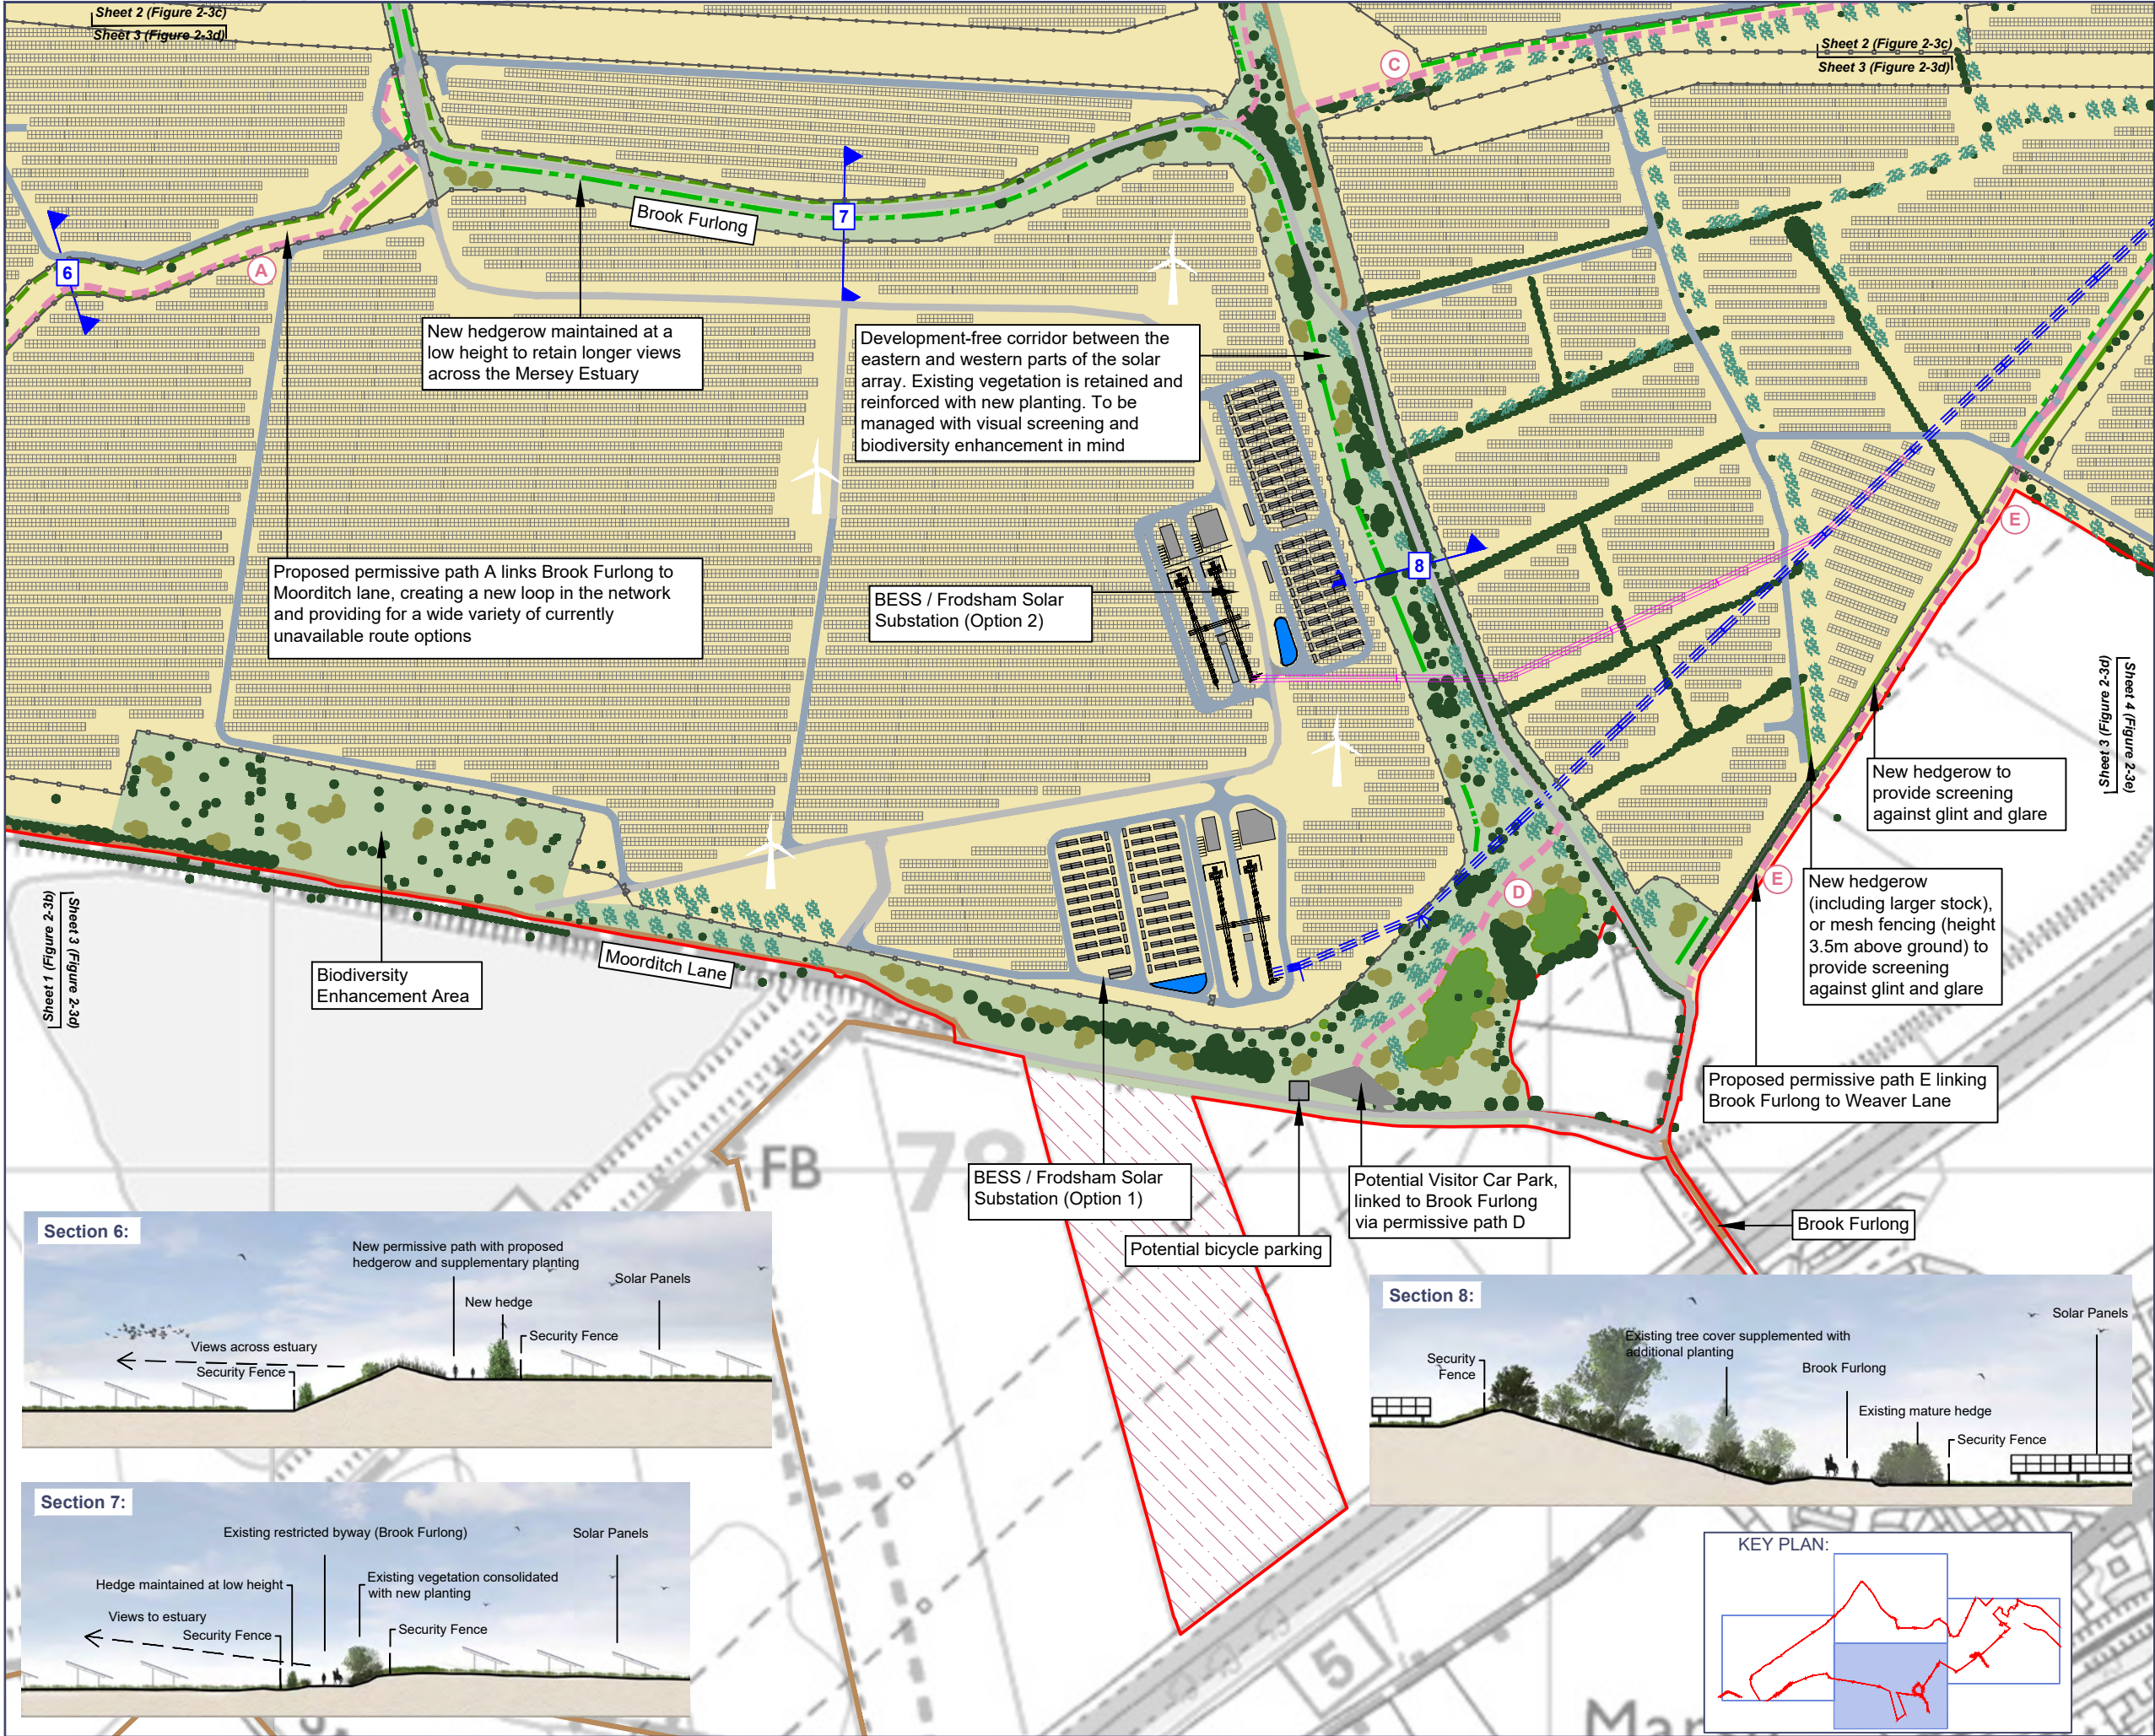 Sheet 2 (Figure 2-3c)
Sheet 3 (Figure 2-3d)
Sheet 2 (Figure 2-3c)
Sheet 3 (Figure 2-3d)
C
7
Brook Furlong
6
A
New hedgerow maintained at a
low height to retain longer views
across the Mersey Estuary
Development-free corridor between the
eastern and western parts of the solar
array. Existing vegetation is retained and
reinforced with new planting. To be
managed with visual screening and
biodiversity enhancement in mind
E
8
Proposed permissive path A links Brook Furlong to
Moorditch lane, creating a new loop in the network
and providing for a wide variety of currently
unavailable route options
BESS / Frodsham Solar
Substation (Option 2)
Sheet 3 (Figure 2-3d)
Sheet 4 (Figure 2-3e)
New hedgerow to
provide screening
against glint and glare
E
D
New hedgerow
(including larger stock),
or mesh fencing (height
3.5m above ground) to
provide screening
against glint and glare
Sheet 1 (Figure 2-3b)
Sheet 3 (Figure 2-3d)
Biodiversity
Enhancement Area
Moorditch Lane
Proposed permissive path E linking
Brook Furlong to Weaver Lane
FB
78
BESS / Frodsham Solar
Substation (Option 1)
Potential Visitor Car Park,
linked to Brook Furlong
via permissive path D
Potential bicycle parking
Brook Furlong
Section 6:
New permissive path with proposed
hedgerow and supplementary planting
Solar Panels
New hedge
Security Fence
Views across estuary
Security Fence
Section 8:
Solar Panels
Existing tree cover supplemented with
additional planting
Security
Fence
Brook Furlong
Existing mature hedge
Security Fence
Section 7:
Existing restricted byway (Brook Furlong)
Solar Panels
Hedge maintained at low height
Existing vegetation consolidated
with new planting
Views to estuary
Security Fence
Security Fence
5
KEY PLAN: